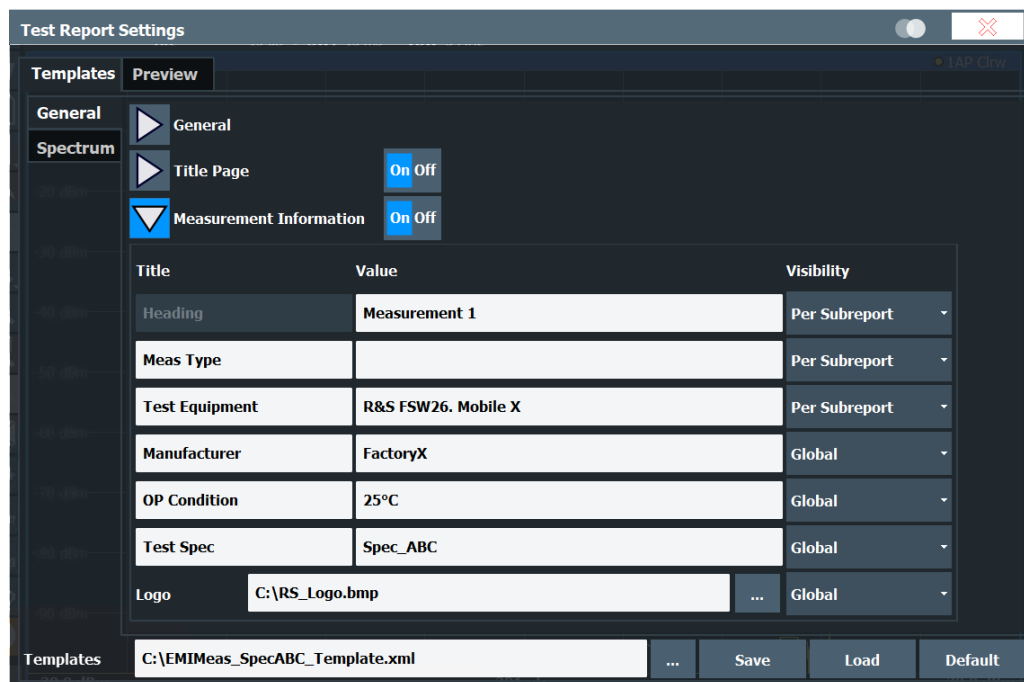 Test Report Settings
1AP Clrw
Templates Preview
General
Spectrum
General
Title Page On Off
Measurement Information On Off
Title Value Visibility
Heading Measurement 1 Per Subreport
Meas Type Per Subreport
Test Equipment R&S FSW26. Mobile X Per Subreport
Manufacturer FactoryX Global
OP Condition 25°C Global
Test Spec Spec_ABC Global
Logo C:\RS_Logo.bmp ... Global
Templates C:\EMIMeas_SpecABC_Template.xml ... Save Load Default